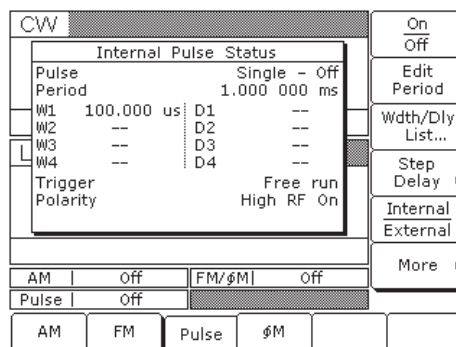 CW
On
Off
Internal Pulse Status
Pulse Single - Off
Period 1.000 000 ms
W1 100.000 us D1 --
W2 -- D2 --
W3 -- D3 --
W4 -- D4 --
Trigger Free run
Polarity High RF On
L
Edit
Period
Wdth/Dly
List...
Step
Delay
Internal
External
More
AM Off FM/ϕM Off
Pulse Off
AM FM Pulse ϕM